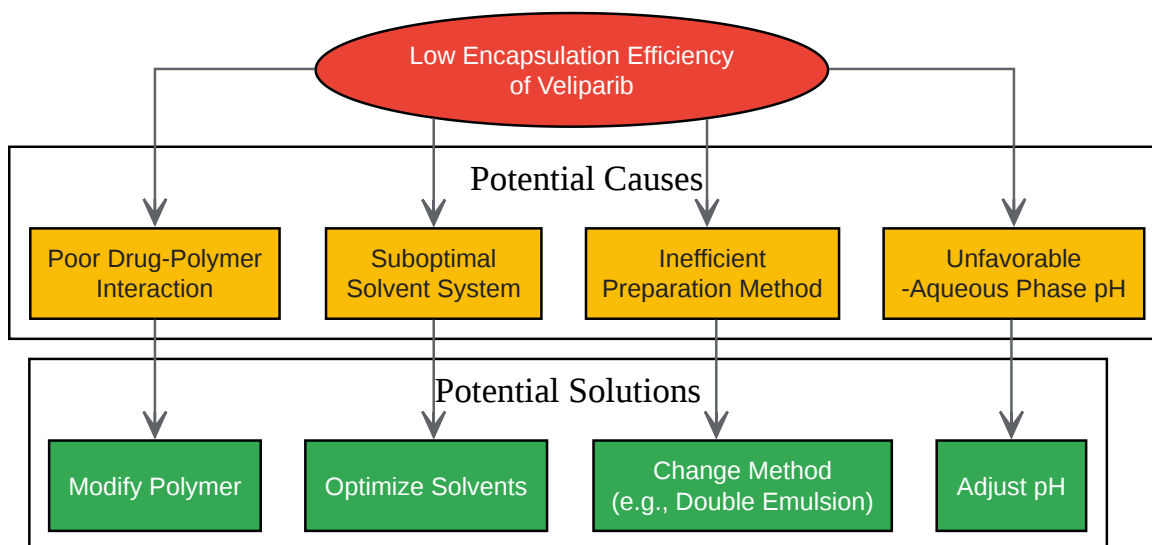 Low Encapsulation Efficiency
of Veliparib
Potential Causes
Poor Drug-Polymer
Interaction
Suboptimal
Solvent System
Inefficient
Preparation Method
Unfavorable
-Aqueous Phase pH
Potential Solutions
Modify Polymer
Optimize Solvents
Change Method
(e.g., Double Emulsion)
Adjust pH